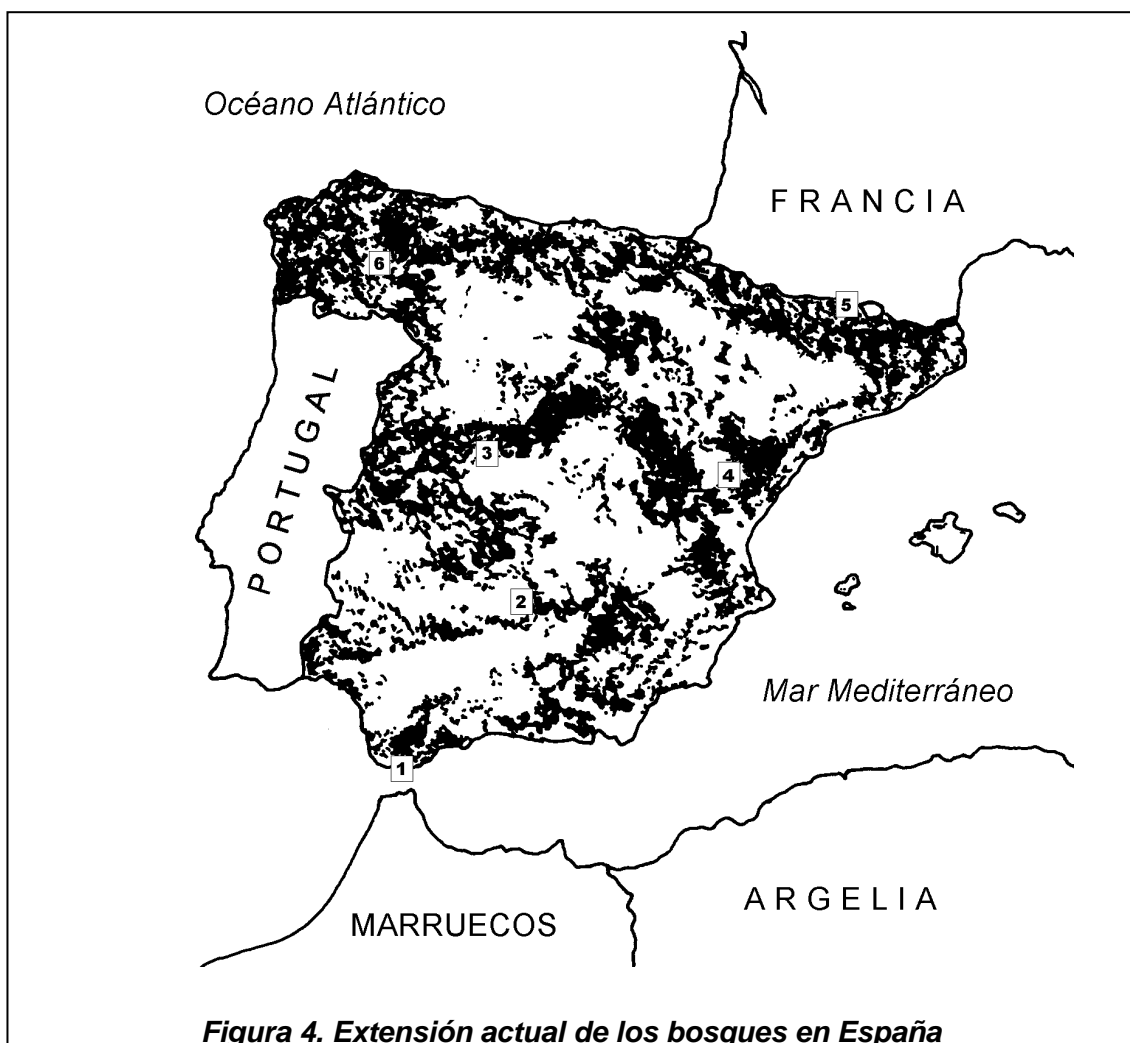 Océano Atlántico
FRANCIA
6
5
PORTUGAL
3
4
2
Mar Mediterráneo
1
ARGELIA
MARRUECOS
Figura 4. Extensión actual de los bosques en España